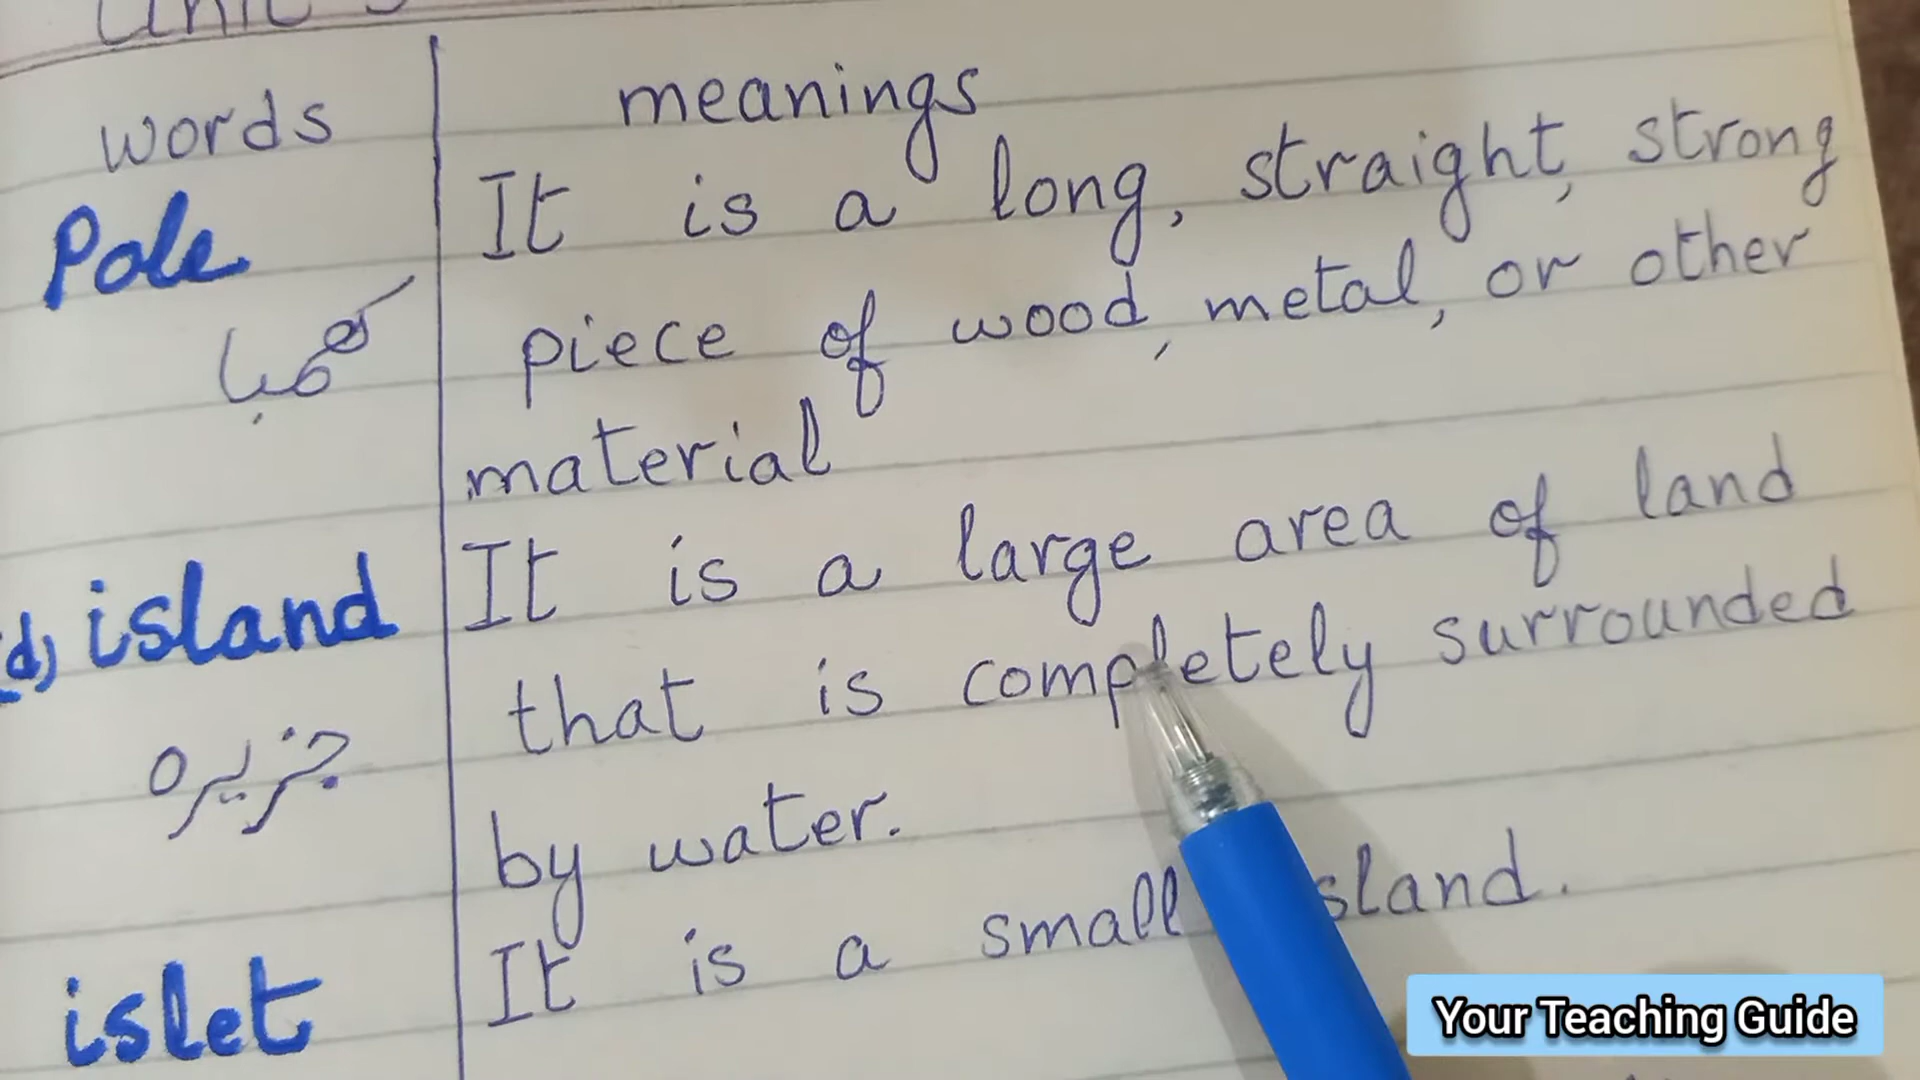 Unit
words meanings
Pole It is a long, straight, strong
کھمبا piece of wood, metal, or other
material
(d) island It is a large area of land
جزیرہ that is completely surrounded
by water.
islet It is a small island.
Your Teaching Guide